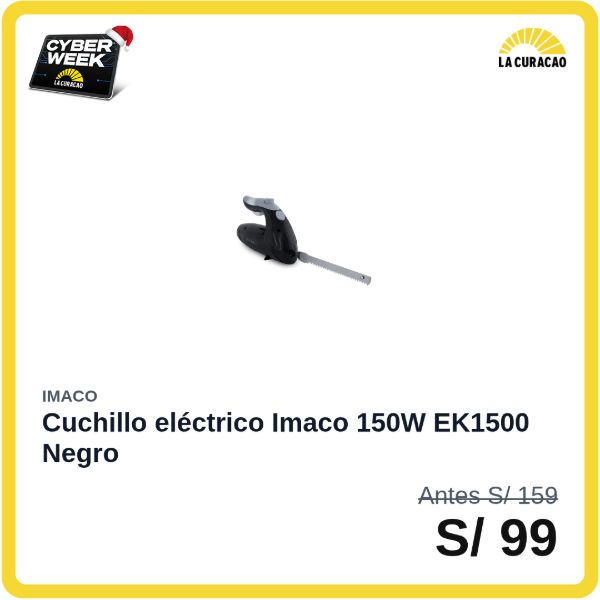 CYBER
WEEK
LA CURACAO
LA CURACAO
IMACO
Cuchillo eléctrico Imaco 150W EK1500
Negro
Antes S/ 159
S/ 99